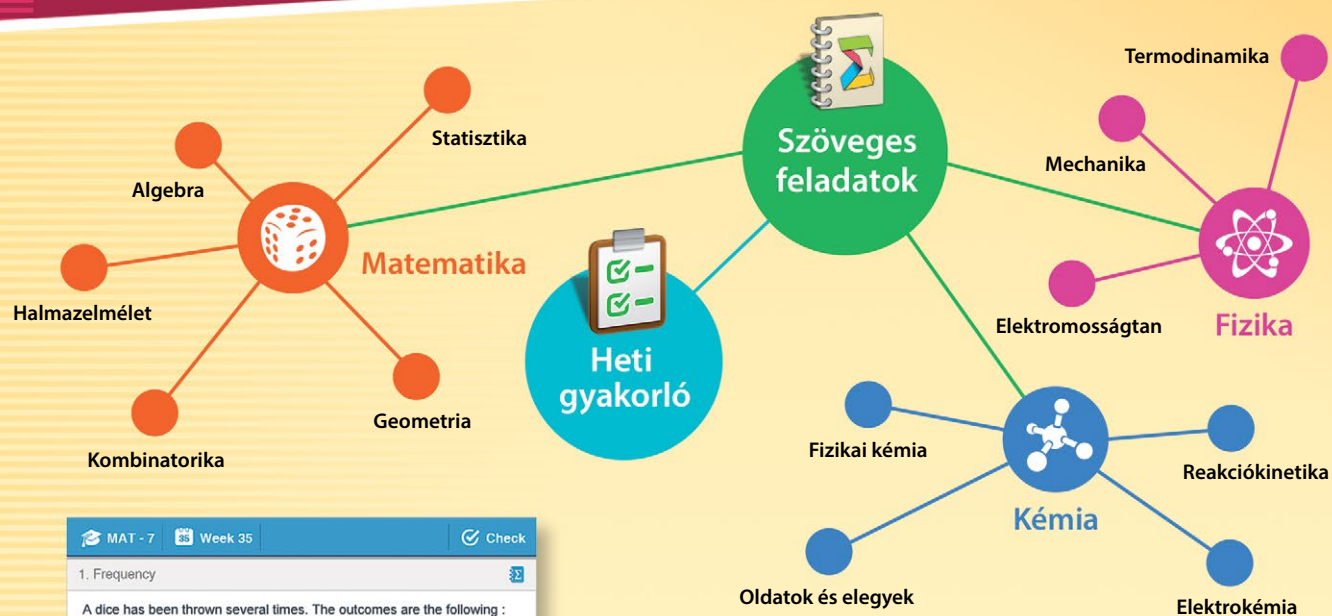 Termodinamika
Statisztika
Szöveges
feladatok
Mechanika
Algebra
Matematika
Halmazelmélet
Elektromosságtan
Fizika
Heti
gyakorló
Geometria
Fizikai kémia
Kombinatorika
Reakciókinetika
Kémia
MAT - 7
35
Week 35
Check
1. Frequency
Σ
A dice has been thrown several times. The outcomes are the following :
Oldatok és elegyek
Elektrokémia